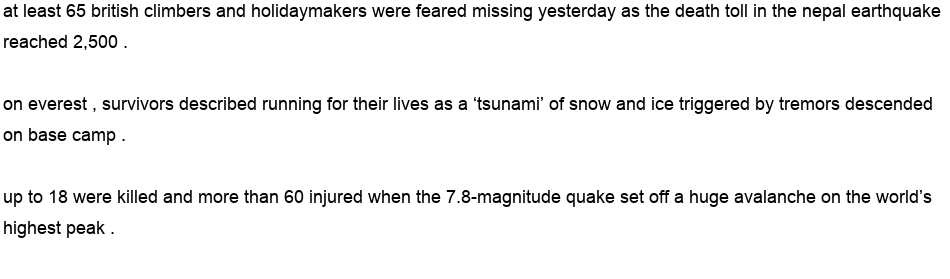 at least 65 british climbers and holidaymakers were feared missing yesterday as the death toll in the nepal earthquake
reached 2,500 .
on everest , survivors described running for their lives as a ‘tsunami’ of snow and ice triggered by tremors descended
on base camp .
up to 18 were killed and more than 60 injured when the 7.8-magnitude quake set off a huge avalanche on the world’s
highest peak .